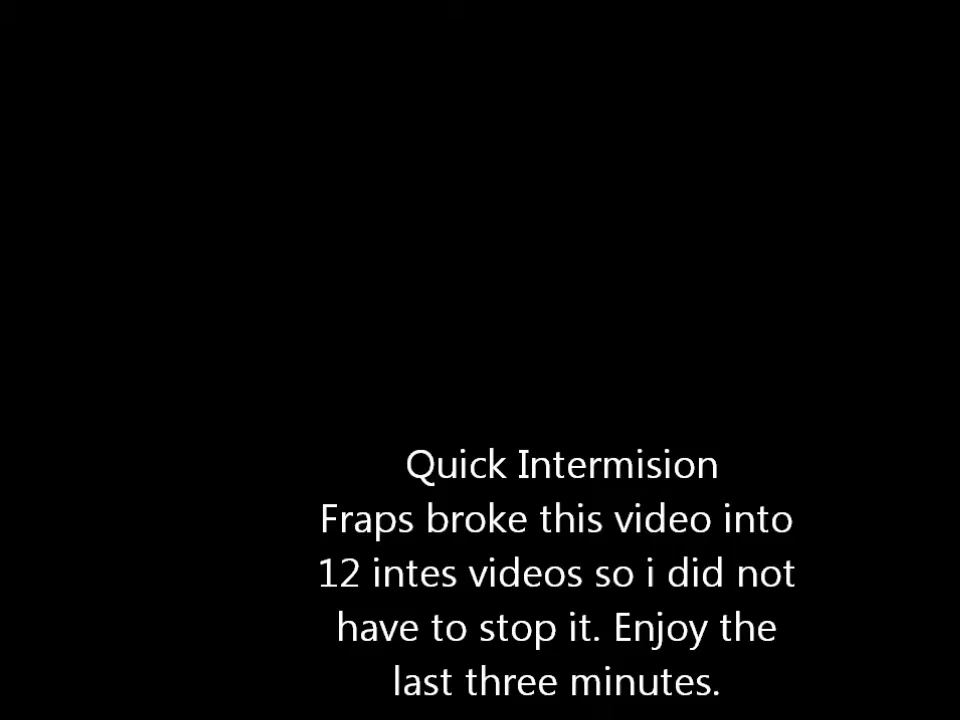 Quick Intermision
Fraps broke this video into
12 intes videos so i did not
have to stop it. Enjoy the
last three minutes.